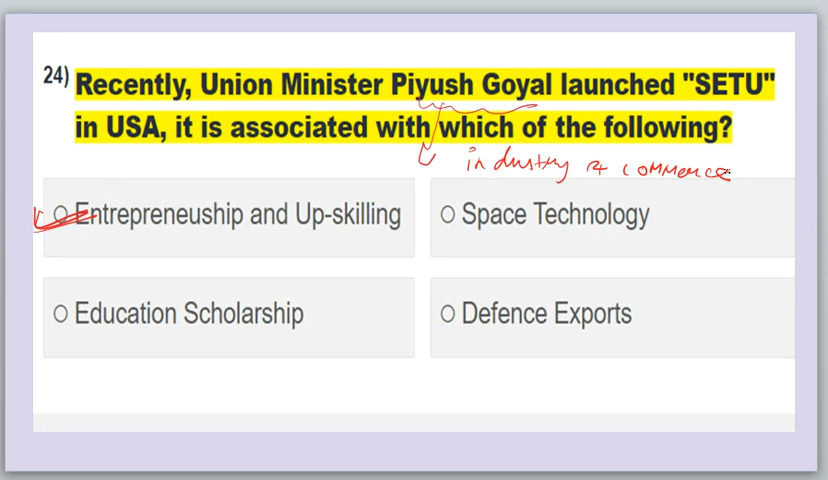 24) Recently, Union Minister Piyush Goyal launched "SETU"
in USA, it is associated with which of the following?
industry & commerce
Entrepreneuship and Up-skilling
Space Technology
Education Scholarship
Defence Exports